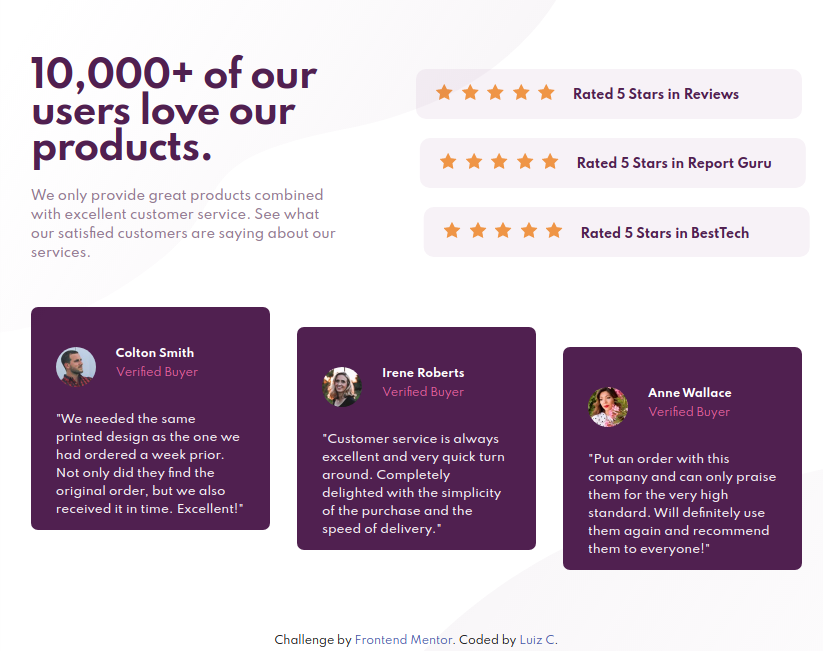 10,000+ of our
users love our
products.
We only provide great products combined
with excellent customer service. See what
our satisfied customers are saying about our
services.
Rated 5 Stars in Reviews
Rated 5 Stars in Report Guru
Rated 5 Stars in BestTech
Colton Smith
Verified Buyer
"We needed the same
printed design as the one we
had ordered a week prior.
Not only did they find the
original order, but we also
received it in time. Excellent!"
Irene Roberts
Verified Buyer
"Customer service is always
excellent and very quick turn
around. Completely
delighted with the simplicity
of the purchase and the
speed of delivery."
Anne Wallace
Verified Buyer
"Put an order with this
company and can only praise
them for the very high
standard. Will definitely use
them again and recommend
them to everyone!"
Challenge by Frontend Mentor. Coded by Luiz C.